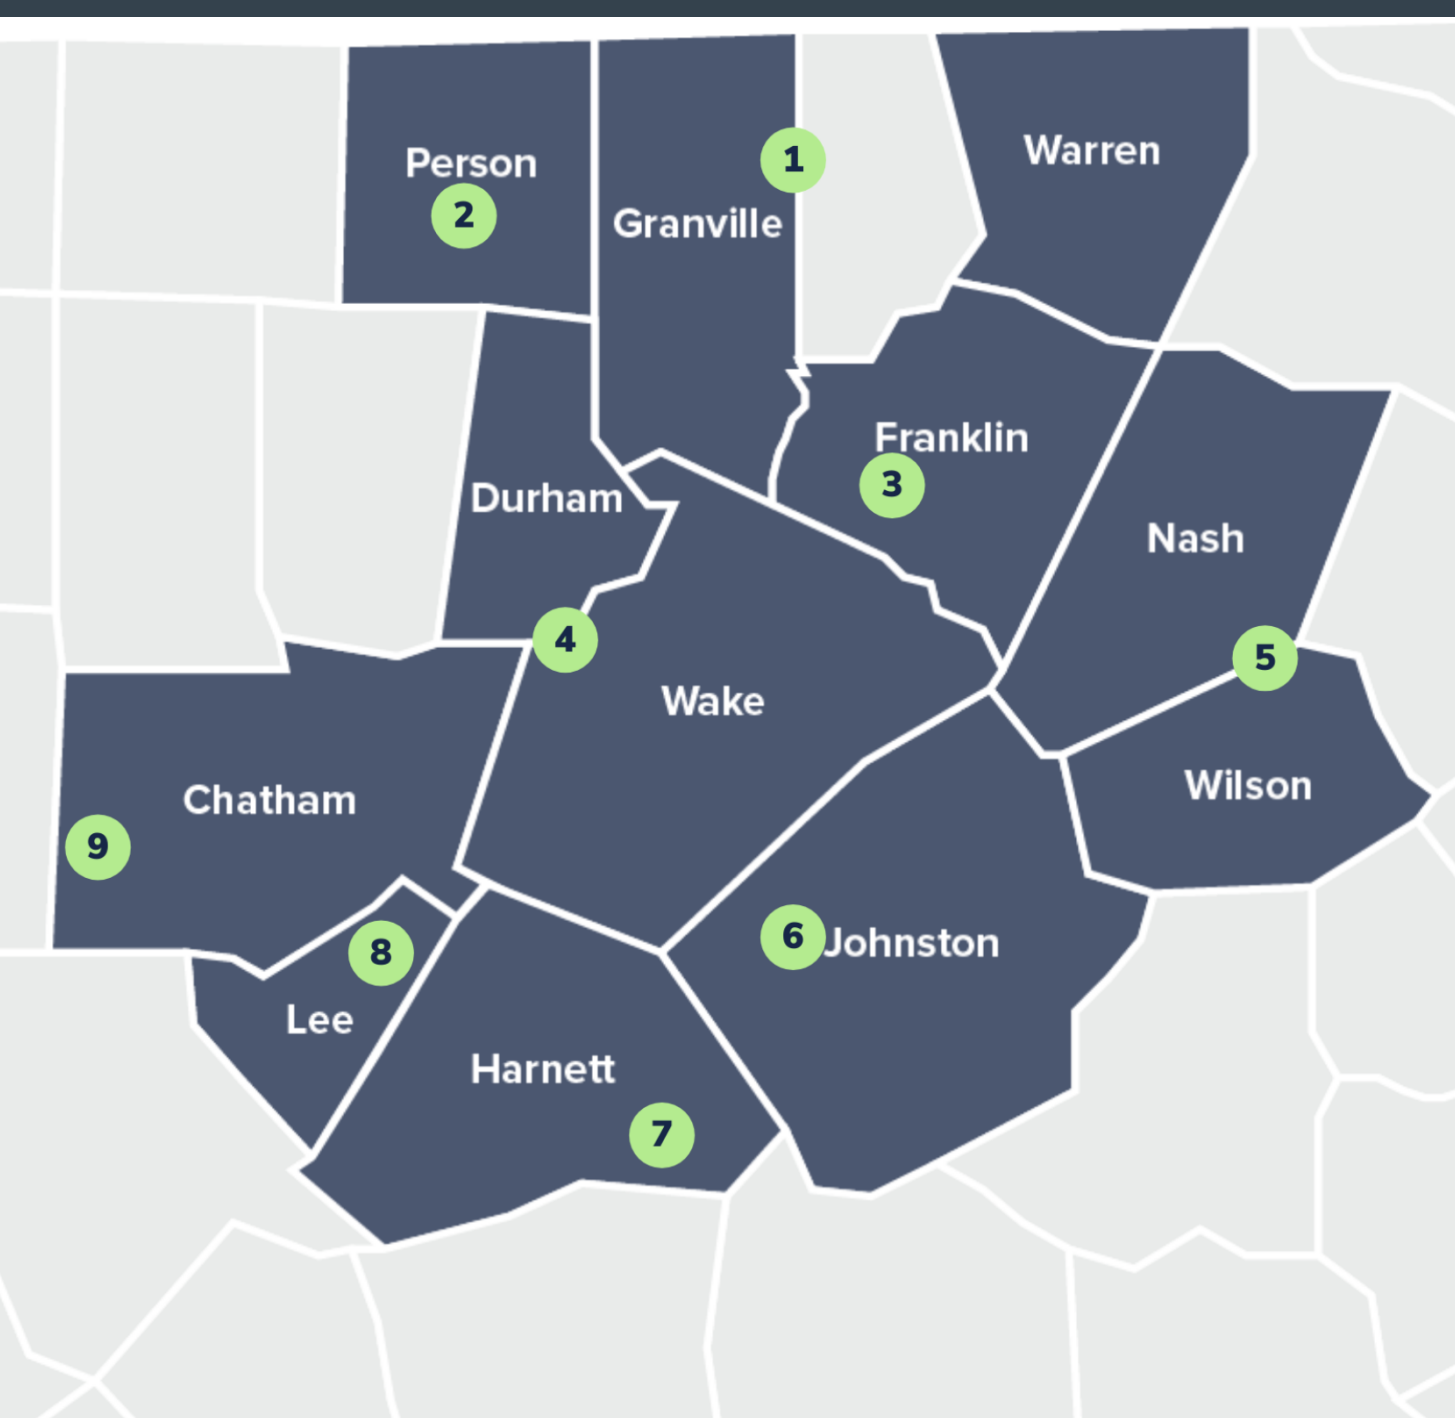 Warren
Person
1
2
Granville
Franklin
3
Durham
Nash
4
5
Wake
Wilson
Chatham
9
6
Johnston
8
Lee
Harnett
7